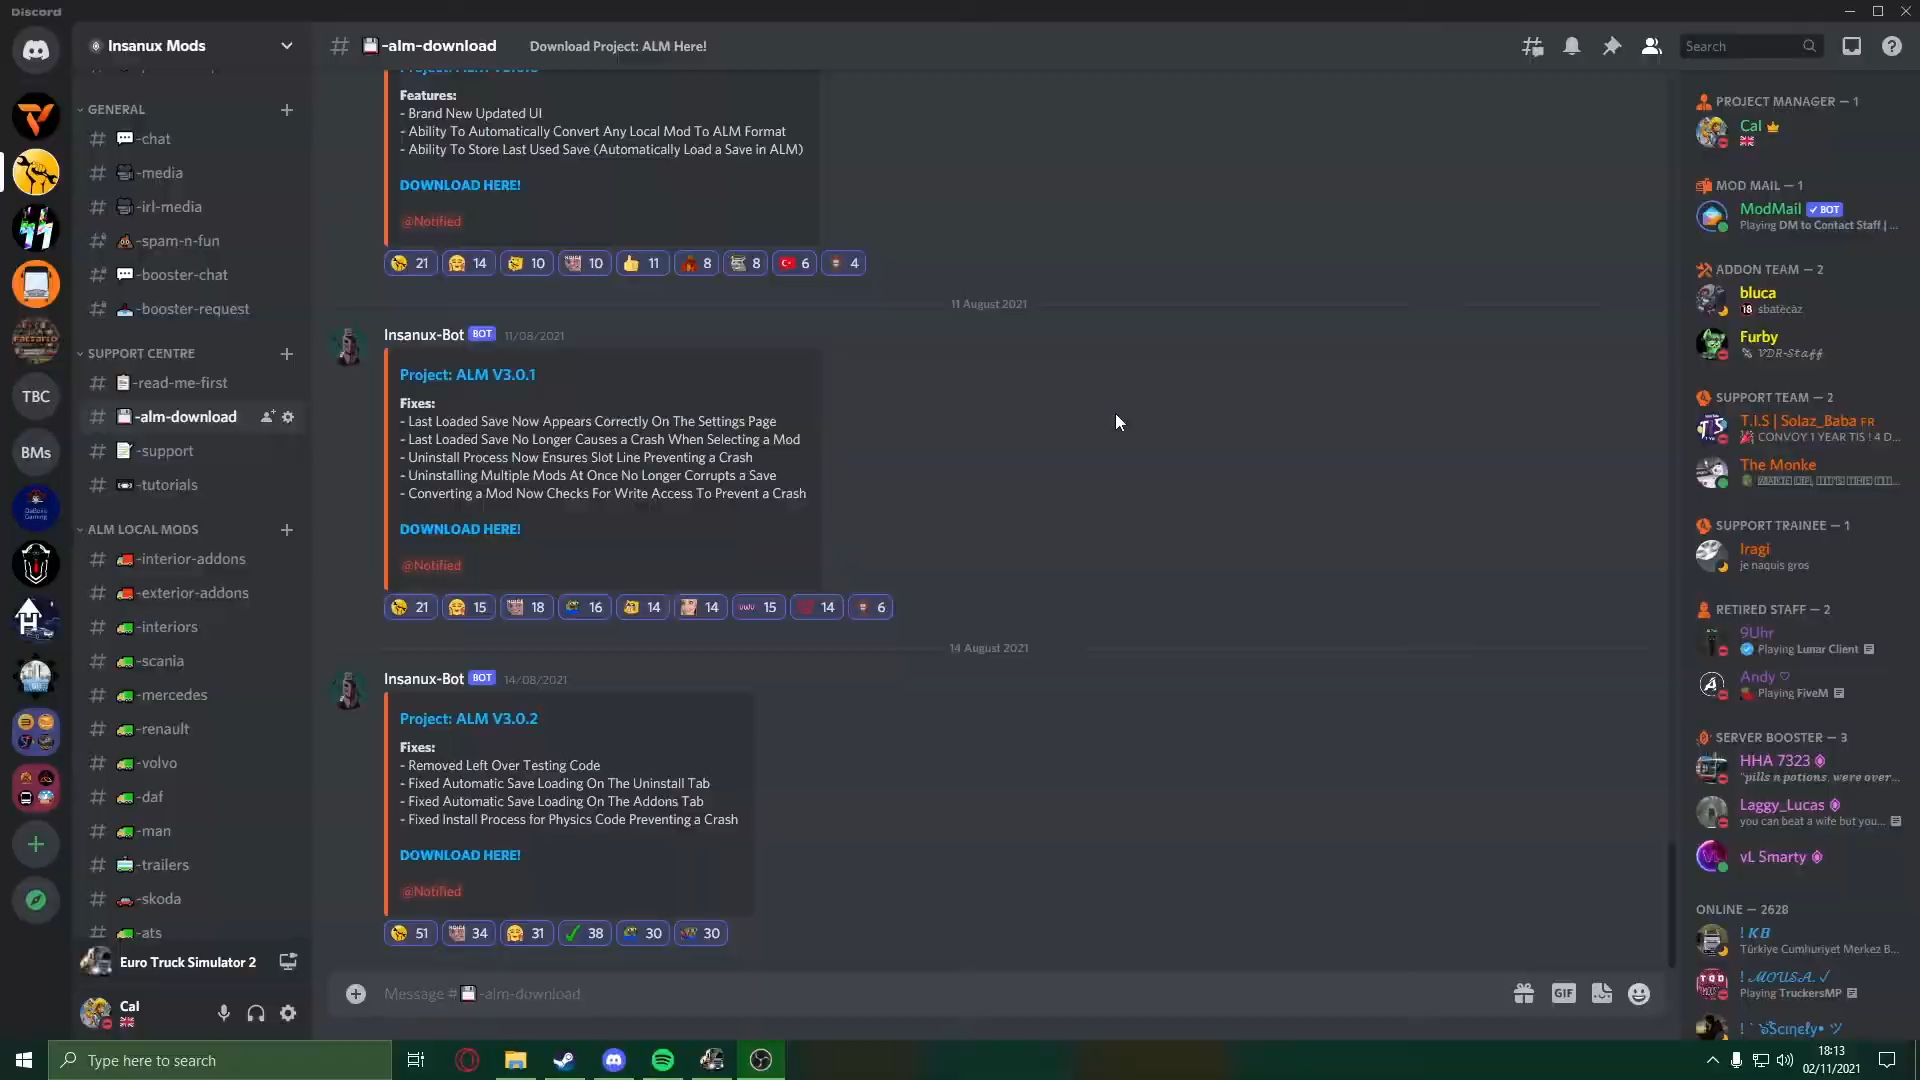 Discord
Insanux Mods
GENERAL
-chat
-media
-irl-media
-spam-n-fun
-booster-chat
-booster-request
SUPPORT CENTRE
-read-me-first
-alm-download
-support
-tutorials
ALM LOCAL MODS
-interior-addons
-exterior-addons
-interiors
-scania
-mercedes
-renault
-volvo
-daf
-man
-trailers
-skoda
-ats
Euro Truck Simulator 2
Cal
TBC
BMs
-alm-download
Download Project: ALM Here!
Search
Features:
- Brand New Updated UI
- Ability To Automatically Convert Any Local Mod To ALM Format
- Ability To Store Last Used Save (Automatically Load a Save in ALM)
DOWNLOAD HERE!
@Notified
21 14 10 10 11 8 8 6 4
11 August 2021
Insanux-Bot BOT 11/08/2021
Project: ALM V3.0.1
Fixes:
- Last Loaded Save Now Appears Correctly On The Settings Page
- Last Loaded Save No Longer Causes a Crash When Selecting a Mod
- Uninstall Process Now Ensures Slot Line Preventing a Crash
- Uninstalling Multiple Mods At Once No Longer Corrupts a Save
- Converting a Mod Now Checks For Write Access To Prevent a Crash
DOWNLOAD HERE!
@Notified
21 15 18 16 14 14 15 14 6
14 August 2021
Insanux-Bot BOT 14/08/2021
Project: ALM V3.0.2
Fixes:
- Removed Left Over Testing Code
- Fixed Automatic Save Loading On The Uninstall Tab
- Fixed Automatic Save Loading On The Addons Tab
- Fixed Install Process for Physics Code Preventing a Crash
DOWNLOAD HERE!
@Notified
51 34 31 38 30 30
Message # -alm-download
GIF
PROJECT MANAGER — 1
Cal
MOD MAIL — 1
ModMail BOT
Playing DM to Contact Staff | ...
ADDON TEAM — 2
bluca
sbatecaz
Furby
VDR-Staff
SUPPORT TEAM — 2
T.I.S | Solaz_Baba FR
CONVOY 1 YEAR TIS ! 4 D...
The Monke
SUPPORT TRAINEE — 1
Iragi
je naquis gros
RETIRED STAFF — 2
9Uhr
Playing Lunar Client
Andy ♡
Playing FiveM
SERVER BOOSTER — 3
HHA 7323
"pills n potions, were over...
Laggy_Lucas
you can beat a wife but you...
vL Smarty
ONLINE — 2628
! K8
Türkiye Cumhuriyet Merkez B...
! MOUSA. ✓
Playing TruckersMP
Type here to search
18:13
02/11/2021